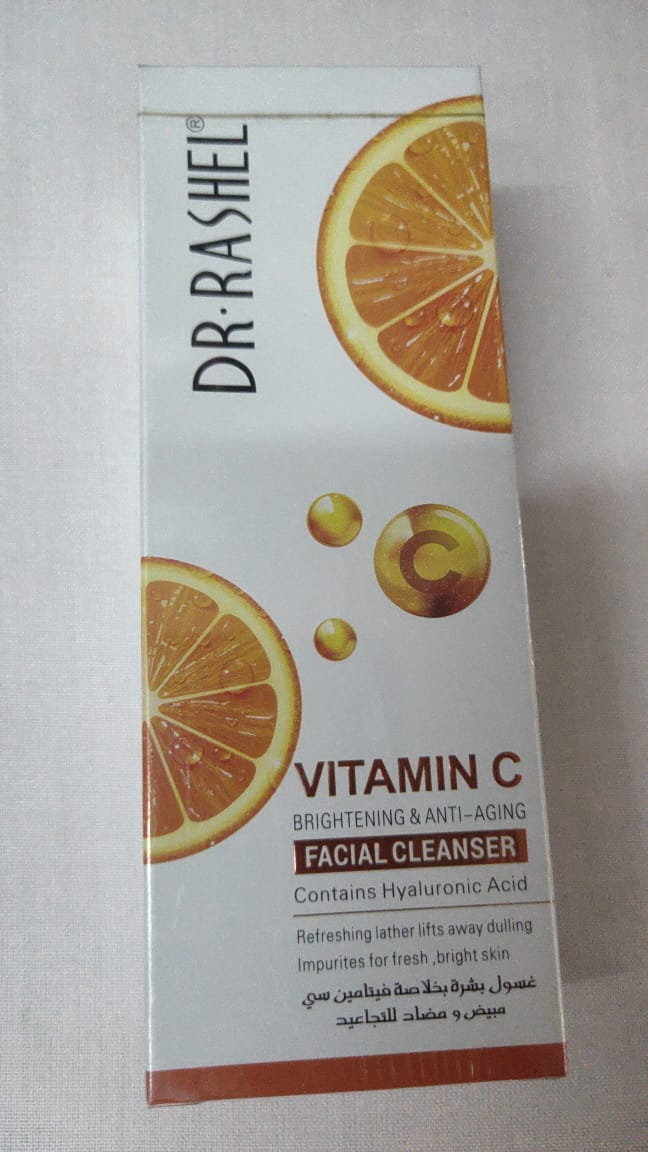 DR·RASHEL®
C
VITAMIN C
BRIGHTENING & ANTI-AGING
FACIAL CLEANSER
Contains Hyaluronic Acid
Refreshing lather lifts away dulling
Impurites for fresh ,bright skin
غسول بشرة بخلاصة فيتامين سي
مبيض و مضاد للتجاعيد